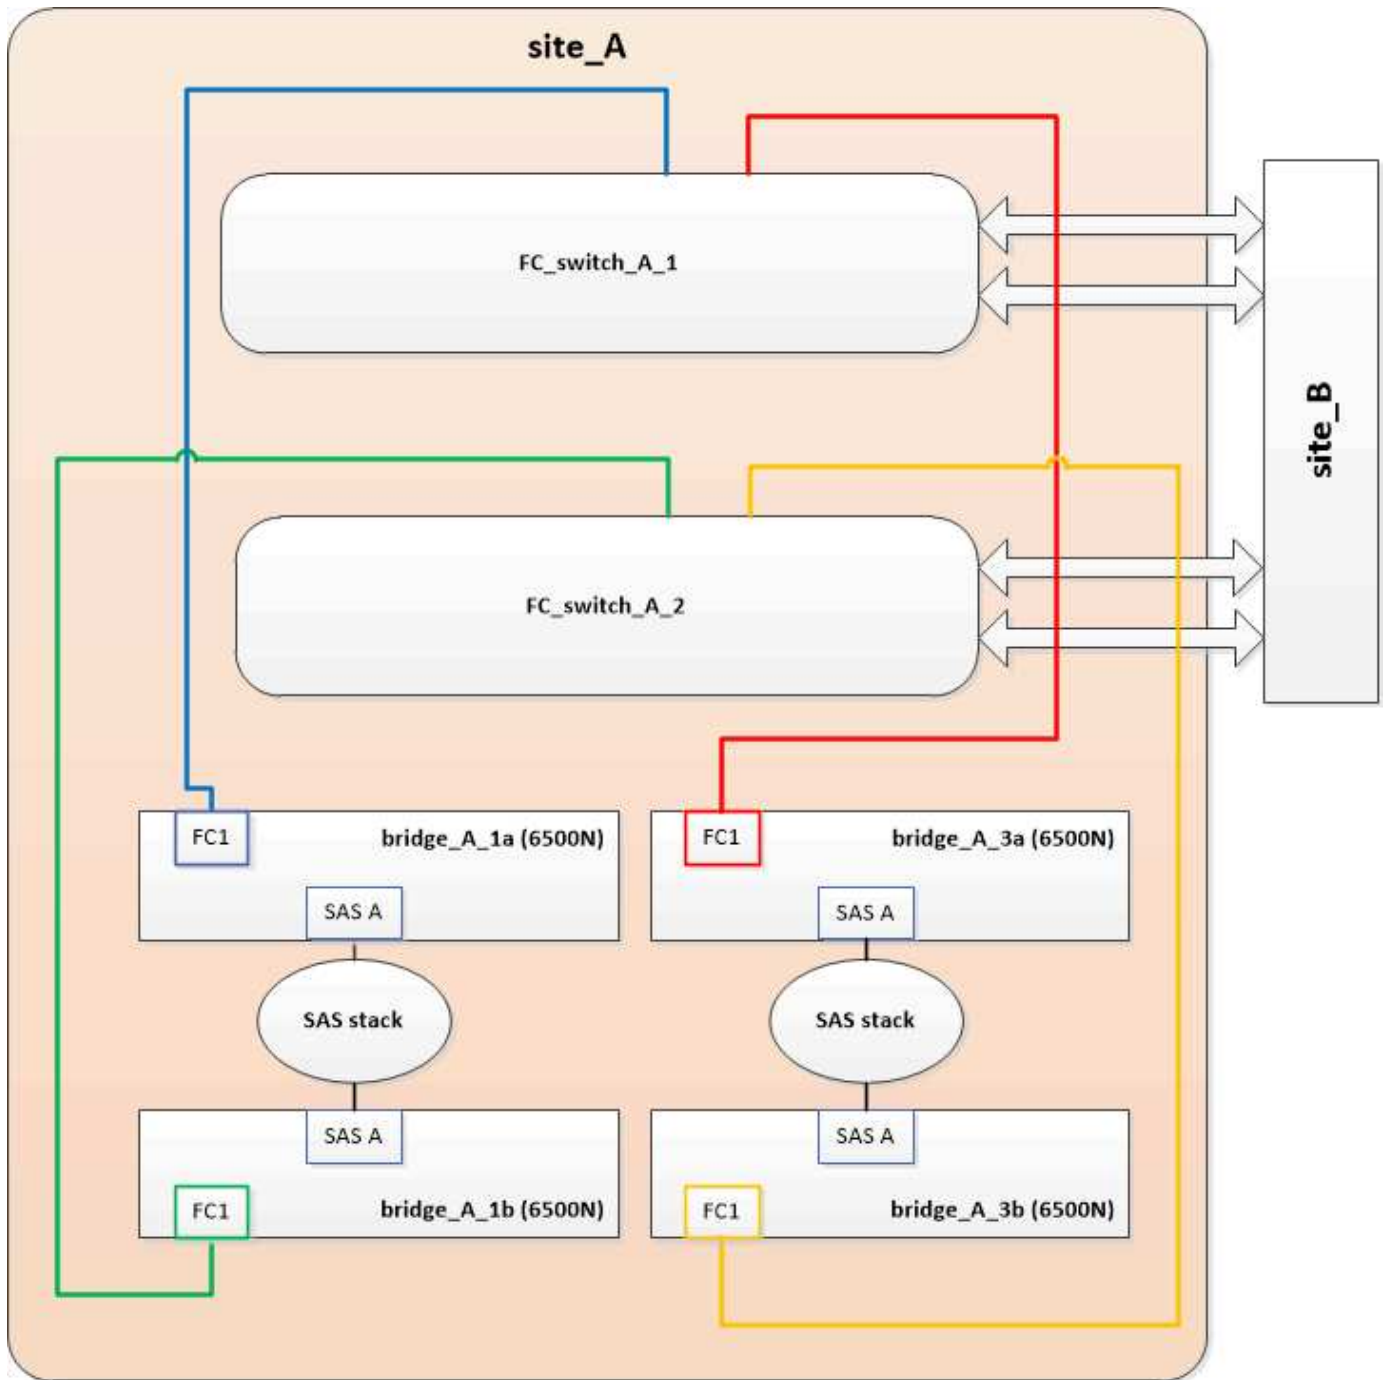 site_A
FC_switch_A_1
site_B
FC_switch_A_2
FC1
bridge_A_1a (6500N)
SAS A
FC1
bridge_A_3a (6500N)
SAS A
SAS stack
SAS stack
SAS A
FC1
bridge_A_1b (6500N)
SAS A
FC1
bridge_A_3b (6500N)